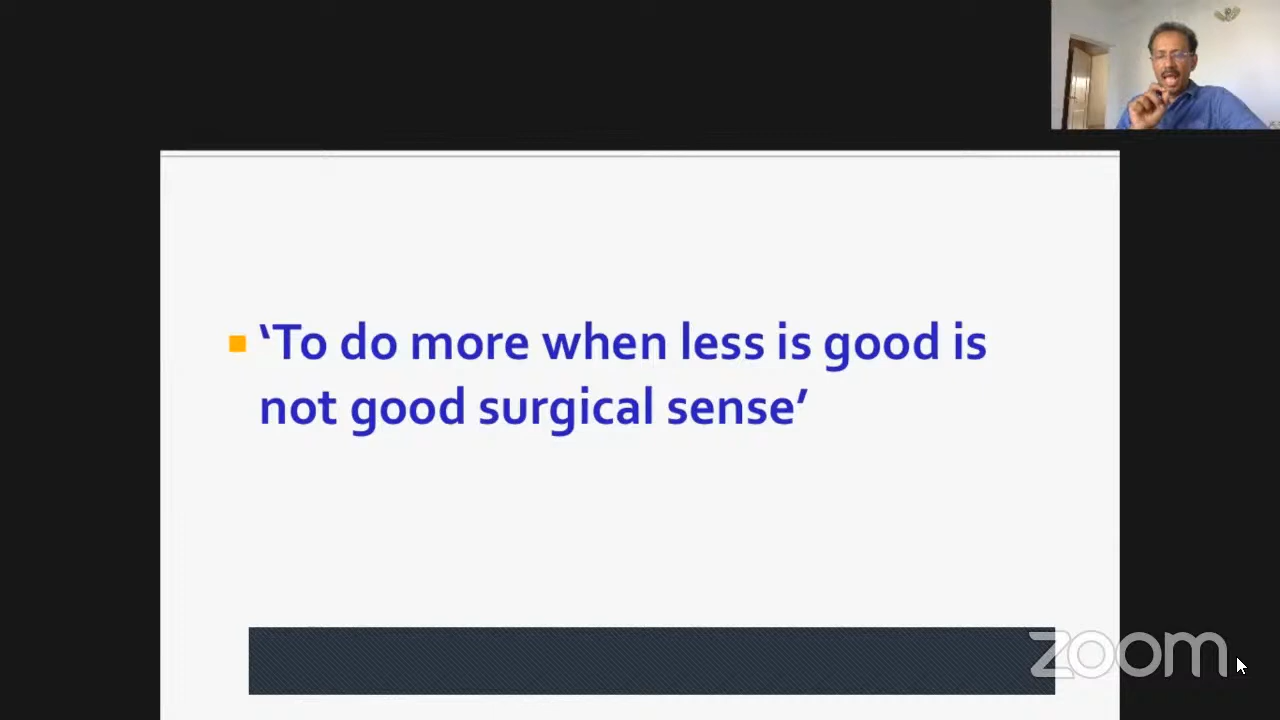 ‘To do more when less is good is
not good surgical sense’
zoom